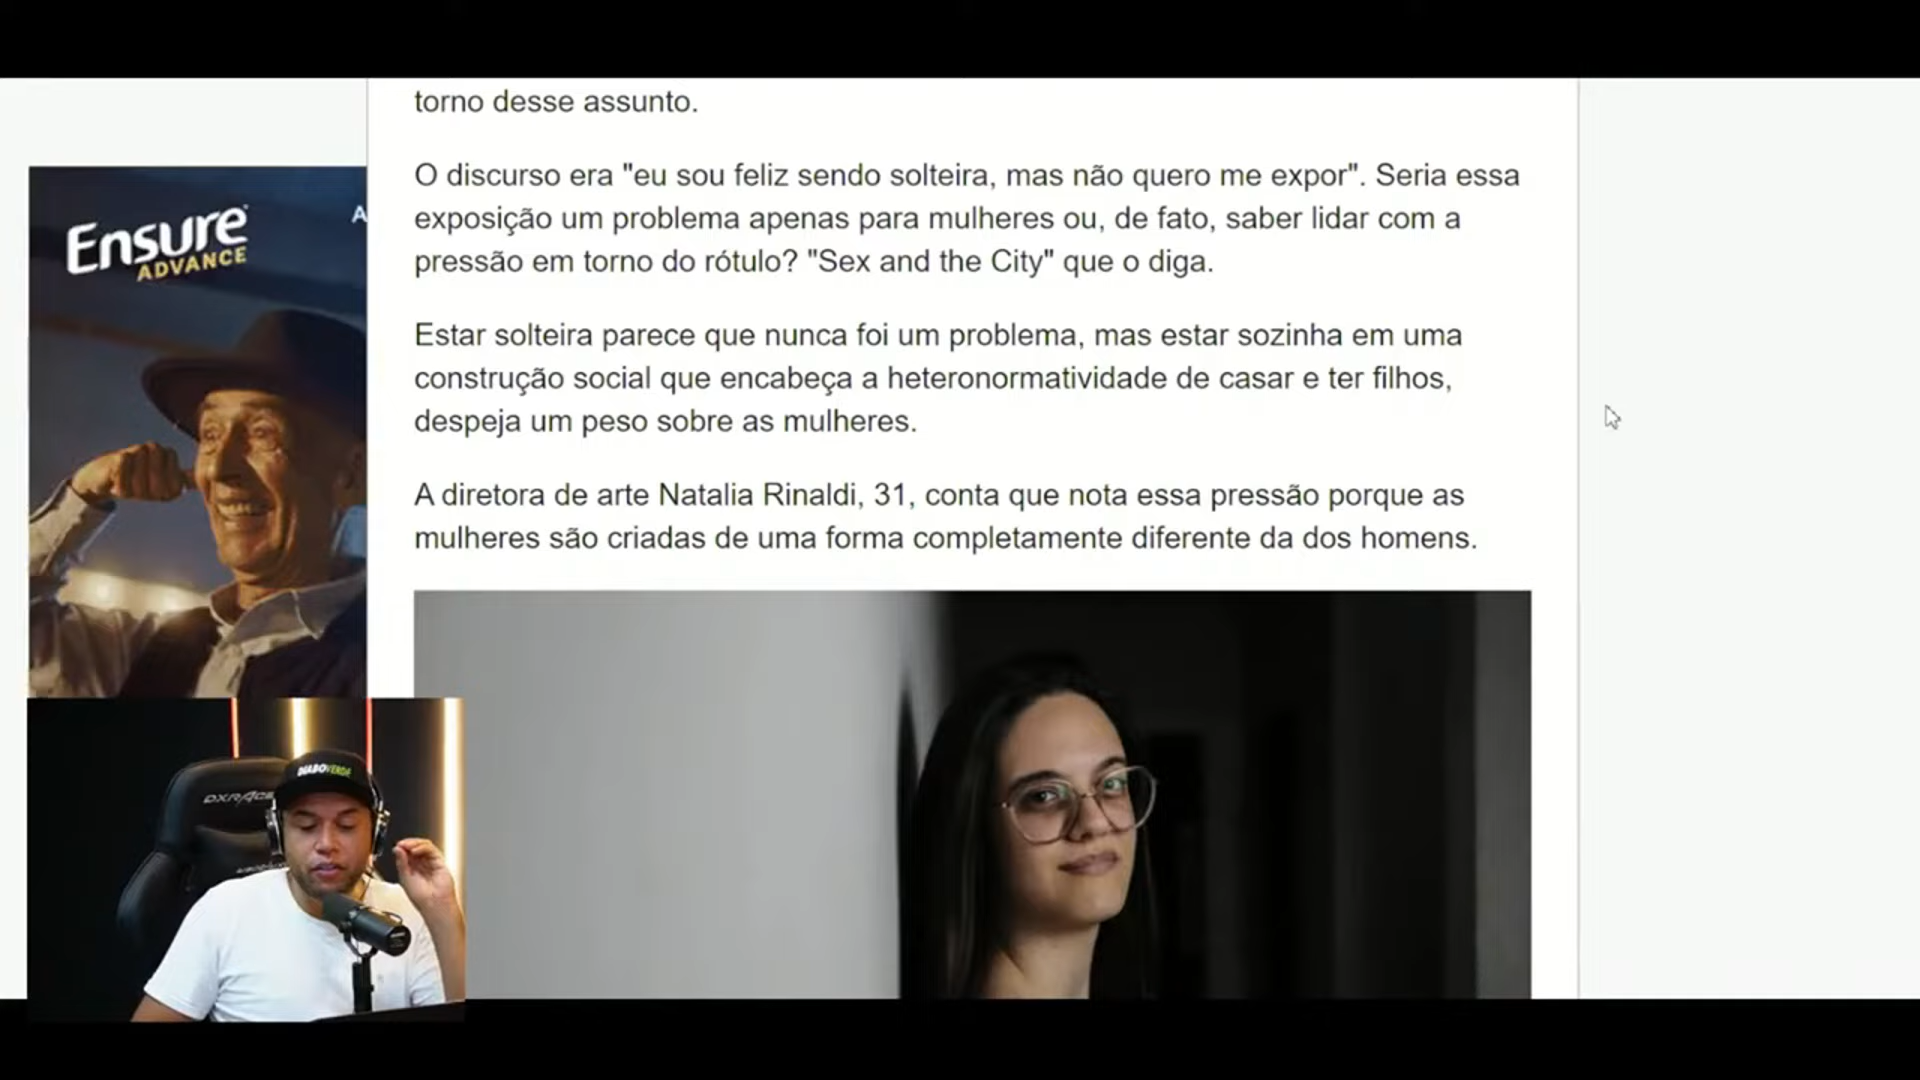 torno desse assunto.
O discurso era "eu sou feliz sendo solteira, mas não quero me expor". Seria essa
exposição um problema apenas para mulheres ou, de fato, saber lidar com a
pressão em torno do rótulo? "Sex and the City" que o diga.
Estar solteira parece que nunca foi um problema, mas estar sozinha em uma
construção social que encabeça a heteronormatividade de casar e ter filhos,
despeja um peso sobre as mulheres.
A diretora de arte Natalia Rinaldi, 31, conta que nota essa pressão porque as
mulheres são criadas de uma forma completamente diferente da dos homens.
Ensure
ADVANCE
A
DIABOVERDE
DXRACE